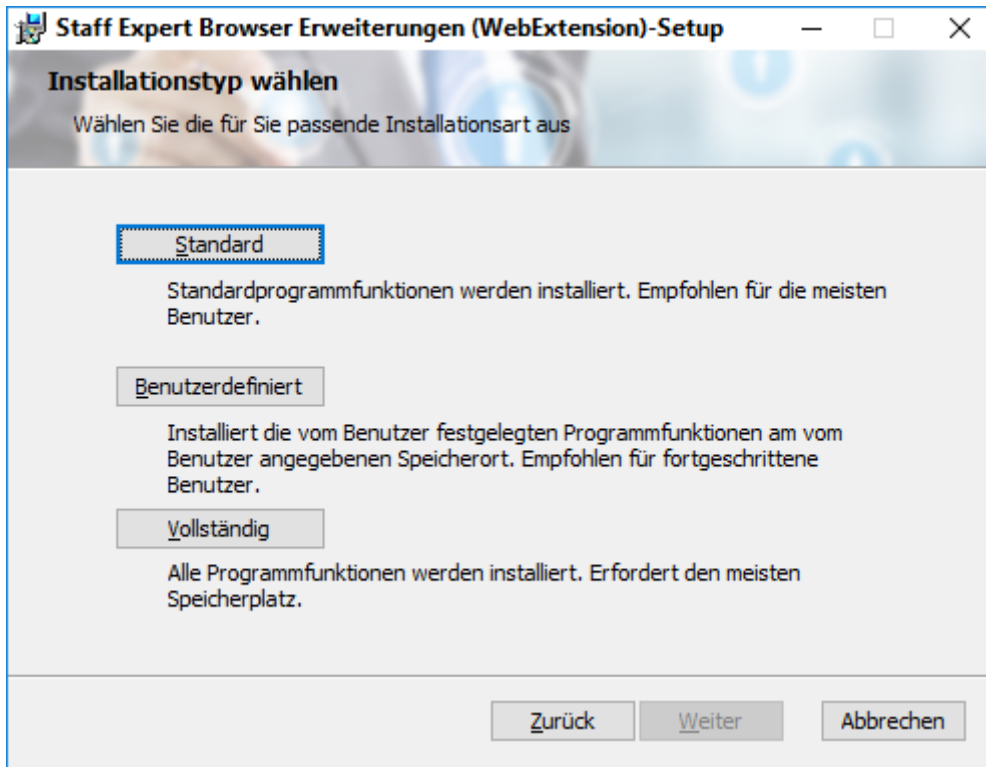 Staff Expert Browser Erweiterungen (WebExtension)-Setup
Installationstyp wählen
Wählen Sie die für Sie passende Installationsart aus
Standard
Standardprogrammfunktionen werden installiert. Empfohlen für die meisten
Benutzer.
Benutzerdefiniert
Installiert die vom Benutzer festgelegten Programmfunktionen am vom
Benutzer angegebenen Speicherort. Empfohlen für fortgeschrittene
Benutzer.
Vollständig
Alle Programmfunktionen werden installiert. Erfordert den meisten
Speicherplatz.
Zurück
Weiter
Abbrechen